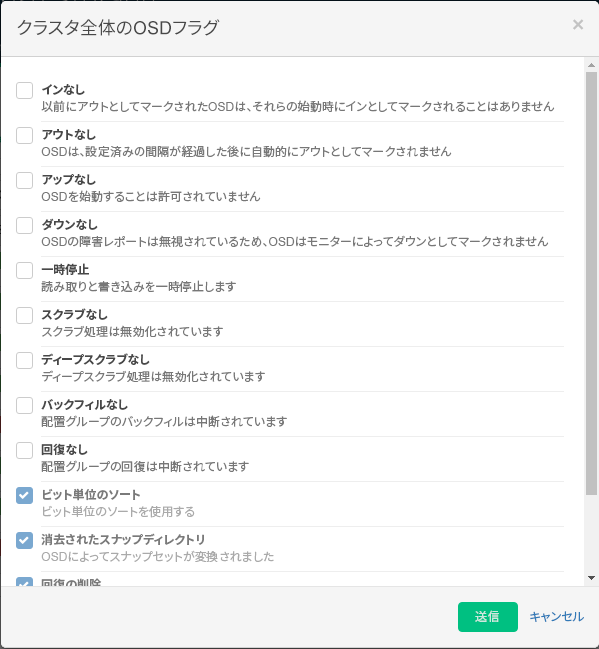 クラスタ全体のOSDフラグ
×
インなし
以前にアウトとしてマークされたOSDは、それらの始動時にインとしてマークされることはありません
アウトなし
OSDは、設定済みの間隔が経過した後に自動的にアウトとしてマークされません
アップなし
OSDを始動することは許可されていません
ダウンなし
OSDの障害レポートは無視されているため、OSDはモニターによってダウンとしてマークされません
一時停止
読み取りと書き込みを一時停止します
スクラブなし
スクラブ処理は無効化されています
ディープスクラブなし
ディープスクラブ処理は無効化されています
バックフィルなし
配置グループのバックフィルは中断されています
回復なし
配置グループの回復は中断されています
ビット単位のソート
ビット単位のソートを使用する
消去されたスナップディレクトリ
OSDによってスナップセットが変換されました
回復の削除
送信
キャンセル